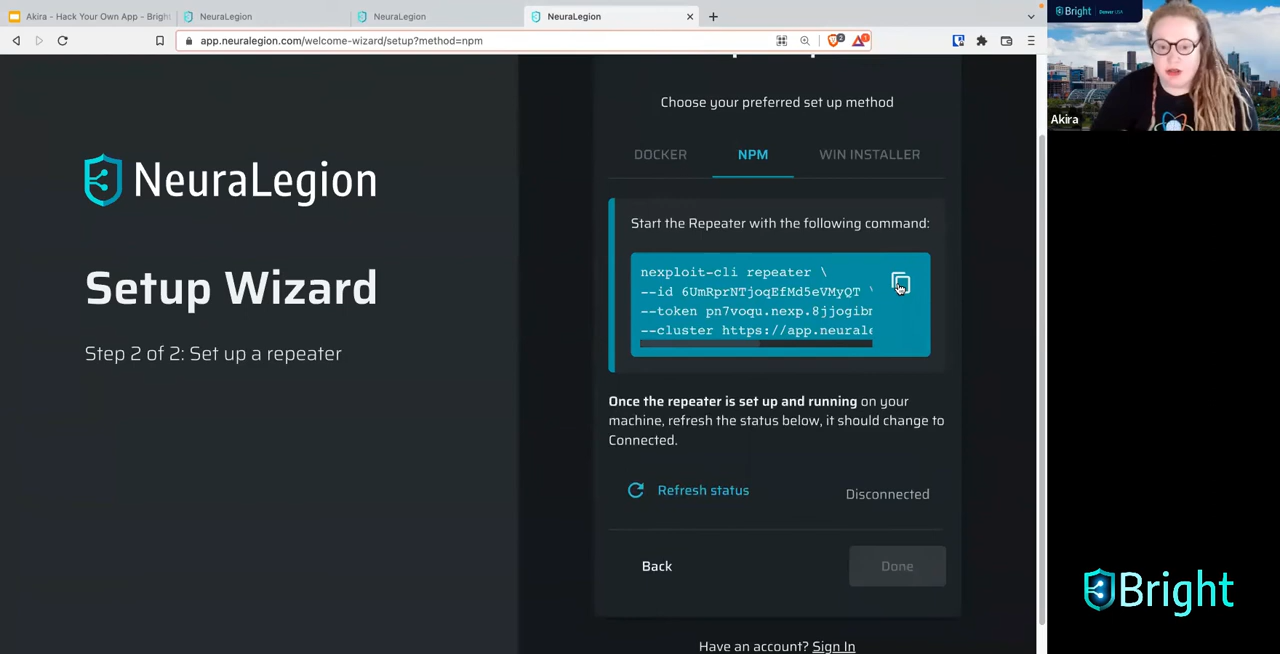 Akira - Hack Your Own App - Bright
NeuraLegion
NeuraLegion
NeuraLegion
app.neuralegion.com/welcome-wizard/setup?method=npm
Bright
Denver USA
Akira
NeuraLegion
Setup Wizard
Step 2 of 2: Set up a repeater
Choose your preferred set up method
DOCKER
NPM
WIN INSTALLER
Start the Repeater with the following command:
nexploit-cli repeater \
--id 6UmRprNTjoqEfMd5eVMyQT \
--token pn7voqu.nexp.8jjogibn
--cluster https://app.neurale
Once the repeater is set up and running on your
machine, refresh the status below, it should change to
Connected.
Refresh status
Disconnected
Back
Done
Have an account? Sign In
Bright